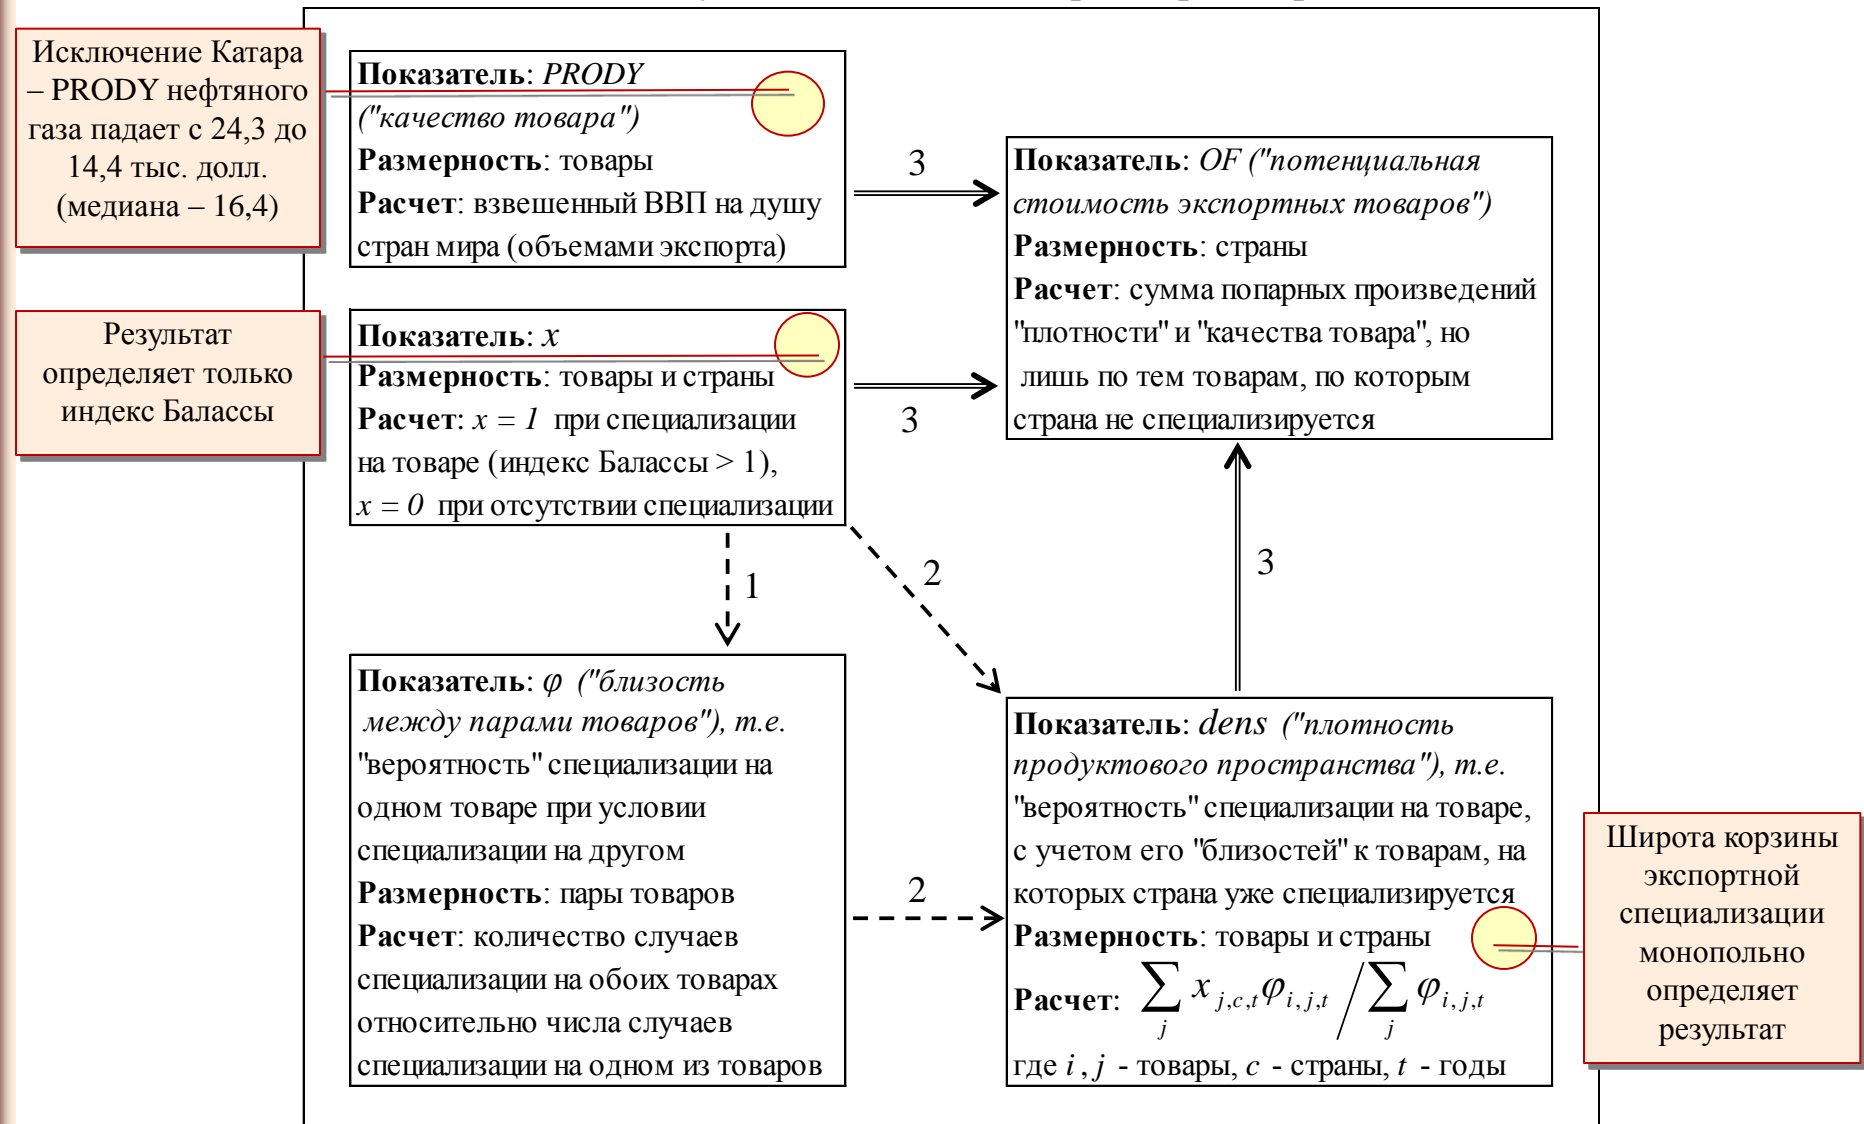 Исключение Катара
– PRODY нефтяного
газа падает с 24,3 до
14,4 тыс. долл.
(медиана – 16,4)
Показатель: PRODY
("качество товара")
Размерность: товары
Расчет: взвешенный ВВП на душу
стран мира (объемами экспорта)
3
Показатель: OF ("потенциальная
стоимость экспортных товаров")
Размерность: страны
Расчет: сумма попарных произведений
"плотности" и "качества товара", но
лишь по тем товарам, по которым
страна не специализируется
Результат
определяет только
индекс Балассы
Показатель: x
Размерность: товары и страны
Расчет: x = 1 при специализации
на товаре (индекс Балассы > 1),
x = 0 при отсутствии специализации
3
1
2
3
Показатель: φ ("близость
между парами товаров"), т.е.
"вероятность" специализации на
одном товаре при условии
специализации на другом
Размерность: пары товаров
Расчет: количество случаев
специализации на обоих товарах
относительно числа случаев
специализации на одном из товаров
2
Показатель: dens ("плотность
продуктового пространства"), т.е.
"вероятность" специализации на товаре,
с учетом его "близостей" к товарам, на
которых страна уже специализируется
Размерность: товары и страны
Расчет: ∑j x j,c,t φ i,j,t / ∑j φ i,j,t
где i, j - товары, c - страны, t - годы
Широта корзины
экспортной
специализации
монопольно
определяет
результат